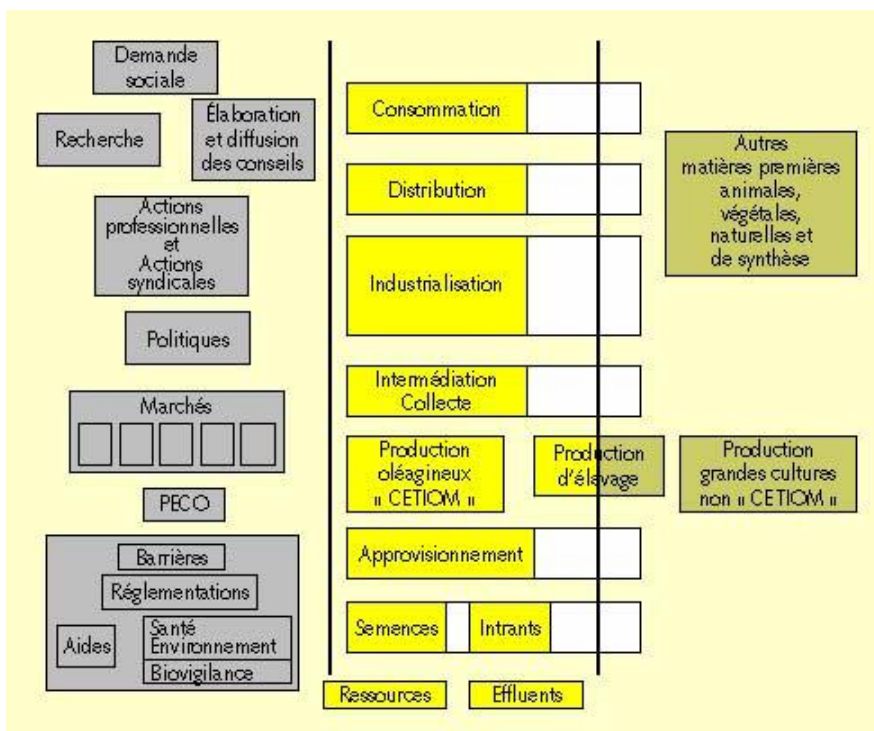 Demande
sociale
Recherche
Élaboration
et diffusion
des conseils
Actions
professionnelles
et
Actions
syndicales
Politiques
Marchés
PECO
Barrières
Réglementations
Aides
Santé
Environnement
Biovigilance
Consommation
Distribution
Industrialisation
Intermédiation
Collecte
Production
oléagineux
« CETIOM »
Production
d'élevage
Approvisionnement
Semences
Intrants
Ressources
Effluents
Autres
matières premières
animales,
végétales,
naturelles et
de synthèse
Production
grandes cultures
non « CETIOM »